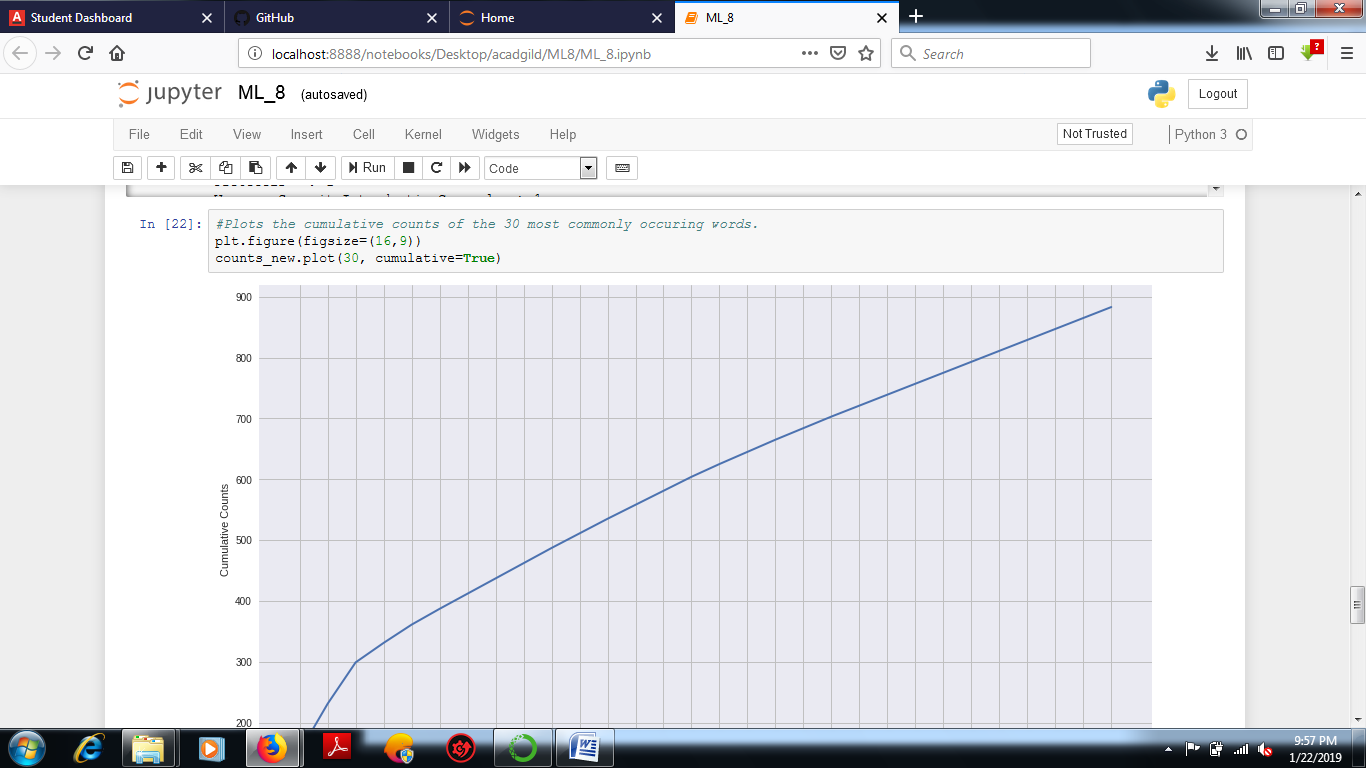 Student Dashboard
GitHub
Home
ML_8
localhost:8888/notebooks/Desktop/acadgild/ML8/ML_8.ipynb
Search
jupyter ML_8 (autosaved)
Logout
File Edit View Insert Cell Kernel Widgets Help
Not Trusted
Python 3
Run
Code
In [22]:
#Plots the cumulative counts of the 30 most commonly occuring words.
plt.figure(figsize=(16,9))
counts_new.plot(30, cumulative=True)
900
800
700
600
500
400
300
200
Cumulative Counts
9:57 PM
1/22/2019